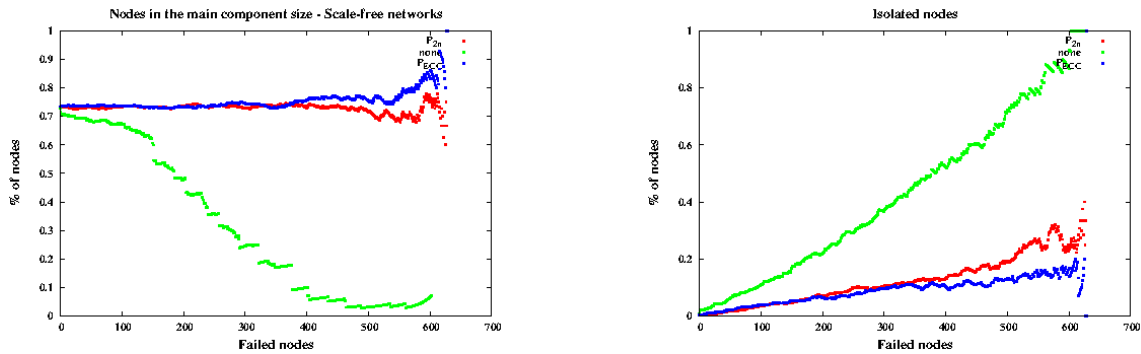 Nodes in the main component size - Scale-free networks
P2n
none
PECC
% of nodes
1
0.9
0.8
0.7
0.6
0.5
0.4
0.3
0.2
0.1
0
0 100 200 300 400 500 600 700
Failed nodes
Isolated nodes
P2n
none
PECC
% of nodes
1
0.8
0.6
0.4
0.2
0
0 100 200 300 400 500 600 700
Failed nodes